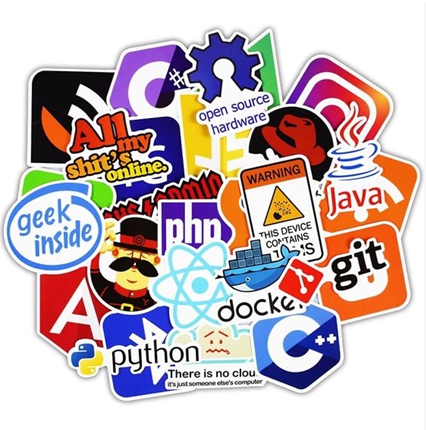 C#
open source
hardware
All
my
shit's
online.
JS
WARNING
THIS DEVICE
CONTAINS
Java
geek
inside
php
A
docker
git
python
C++
There is no clou
it's just someone else's computer